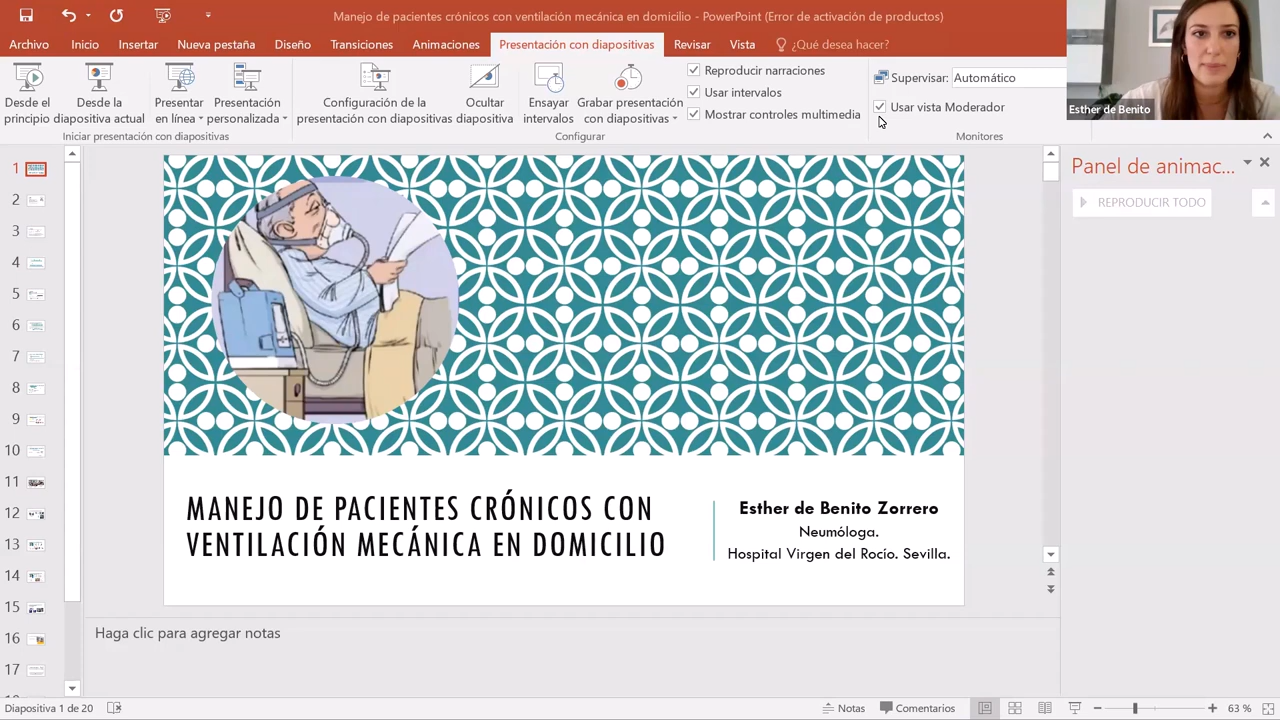 Manejo de pacientes crónicos con ventilación mecánica en domicilio - PowerPoint (Error de activación de productos)
Archivo Inicio Insertar Nueva pestaña Diseño Transiciones Animaciones Presentación con diapositivas Revisar Vista ¿Qué desea hacer?
Desde el principio
Desde la diapositiva actual
Presentar en línea
Presentación personalizada
Iniciar presentación con diapositivas
Configuración de la presentación con diapositivas
Ocultar diapositiva
Ensayar intervalos
Grabar presentación con diapositivas
Reproducir narraciones
Usar intervalos
Mostrar controles multimedia
Configurar
Supervisar: Automático
Usar vista Moderador
Monitores
Esther de Benito
1
2
3
4
5
6
7
8
9
10
11
12
13
14
15
16
17
MANEJO DE PACIENTES CRÓNICOS CON
VENTILACIÓN MECÁNICA EN DOMICILIO
Esther de Benito Zorrero
Neumóloga.
Hospital Virgen del Rocío. Sevilla.
Panel de animac...
REPRODUCIR TODO
Haga clic para agregar notas
Diapositiva 1 de 20
Notas
Comentarios
63 %